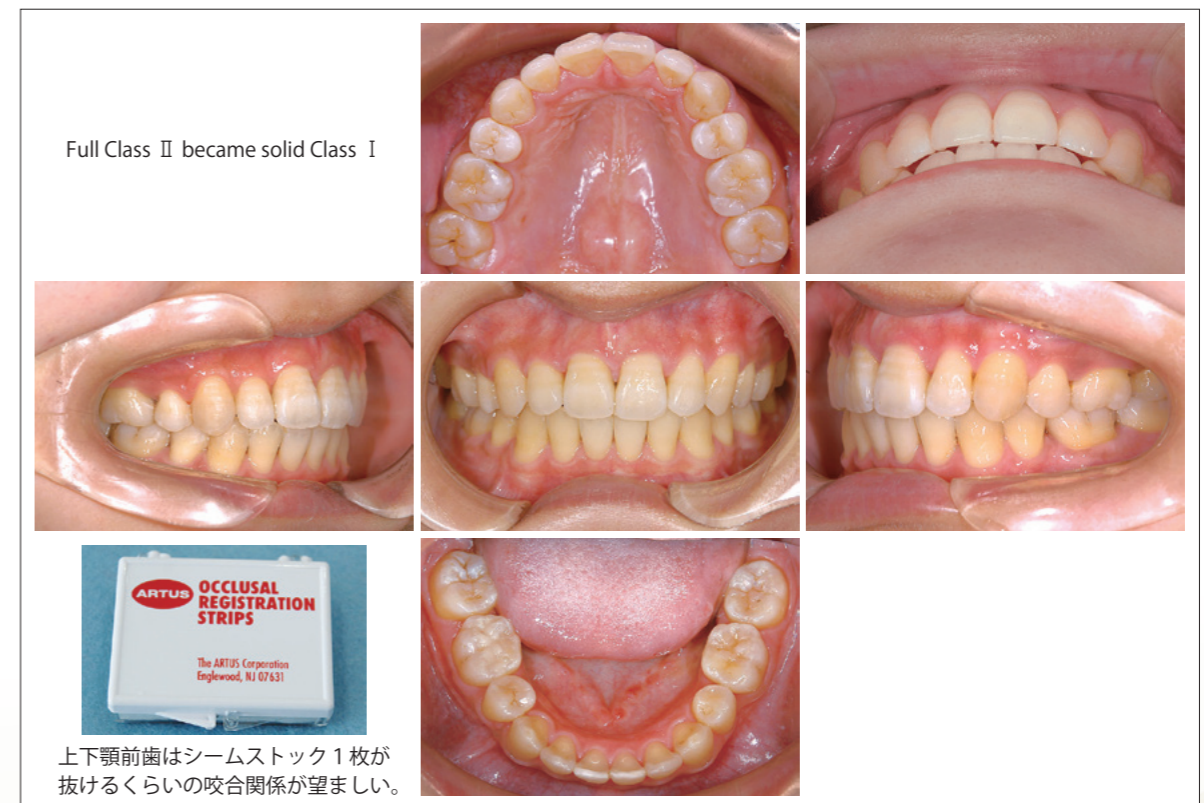 Full Class Ⅱ became solid Class Ⅰ
ARTUS
OCCLUSAL
REGISTRATION
STRIPS
The ARTUS Corporation
Englewood, NJ 07631
上下顎前歯はシームストック 1 枚が
抜けるくらいの咬合関係が望ましい。